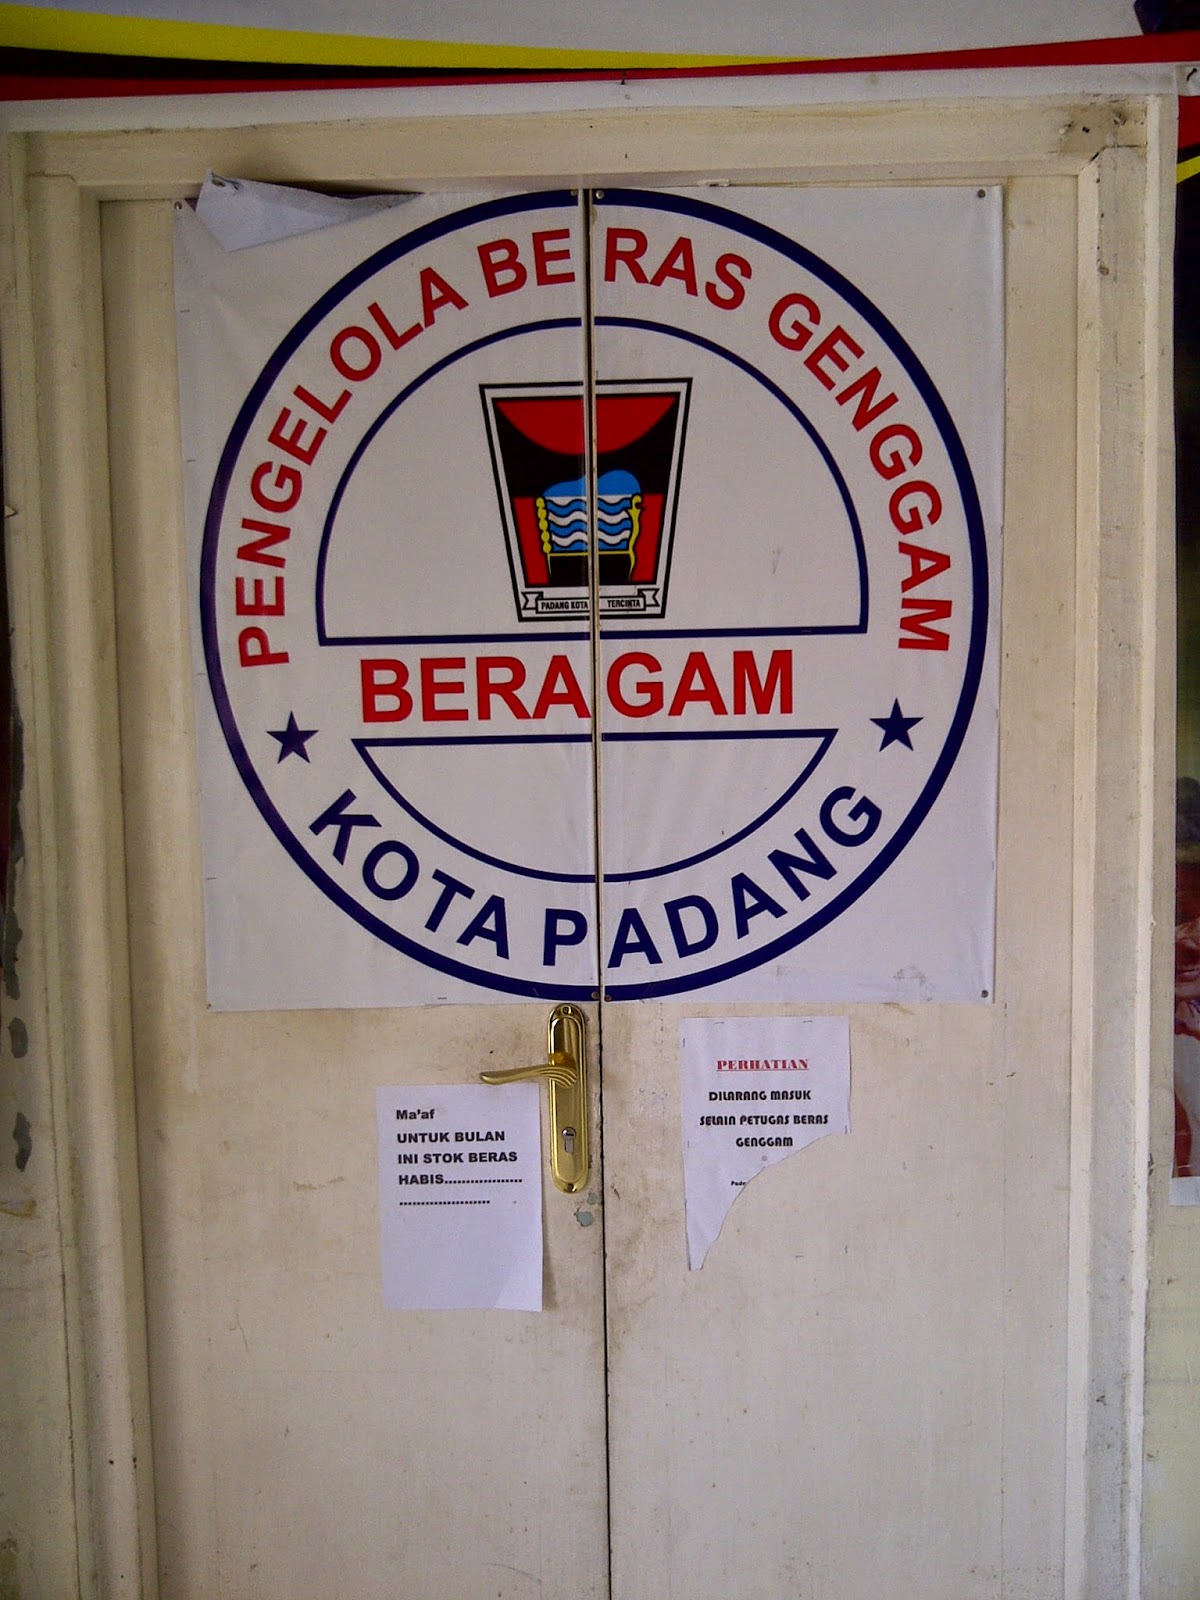 PENGELOLA BERAS GENGGAM
PADANG KOTA TERCINTA
BERAGAM
KOTA PADANG
Ma'af
UNTUK BULAN
INI STOK BERAS
HABIS..................
.....................
PERHATIAN
DILARANG MASUK
SELAIN PETUGAS BERAS
GENGGAM